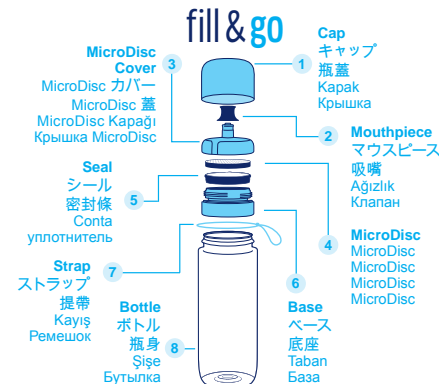 fill & go
MicroDisc
Cover
MicroDisc カバー
MicroDisc 蓋
MicroDisc Kapağı
Крышка MicroDisc
3
1
Cap
キャップ
瓶蓋
Kapak
Крышка
2
Mouthpiece
マウスピース
吸嘴
Ağızlık
Клапан
Seal
シール
密封條
Conta
уплотнитель
5
4
MicroDisc
MicroDisc
MicroDisc
MicroDisc
MicroDisc
Strap
ストラップ
提帶
Kayış
Ремешок
7
6
Base
ベース
底座
Taban
База
Bottle
ボトル
瓶身
Şişe
Бутылка
8